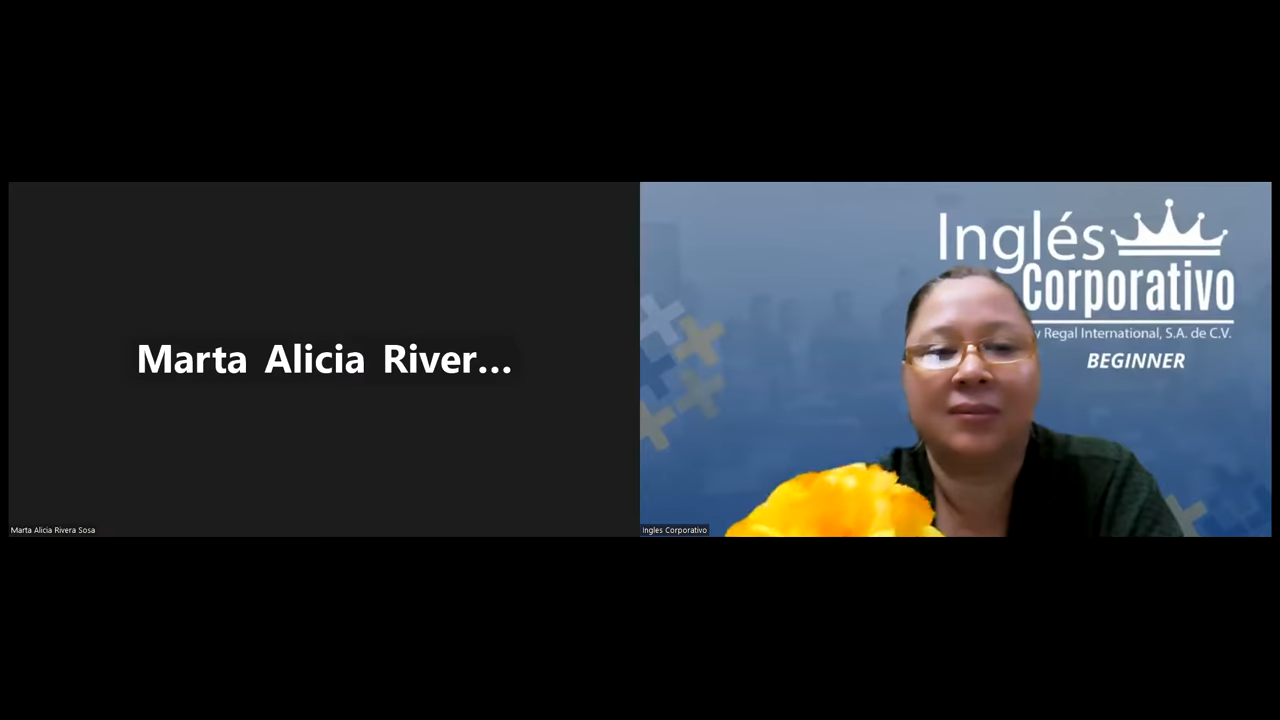 Marta Alicia River...
Marta Alicia Rivera Sosa
Inglés
Corporativo
y Regal International, S.A. de C.V.
BEGINNER
Ingles Corporativo